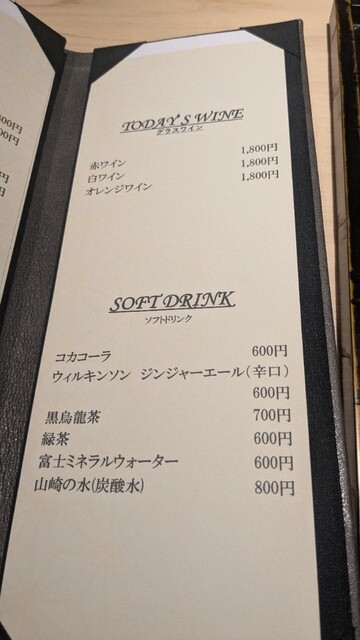 TODAY'S WINE
グラスワイン
赤ワイン 1,800円
白ワイン 1,800円
オレンジワイン 1,800円
SOFT DRINK
ソフトドリンク
コカコーラ 600円
ウィルキンソン ジンジャーエール(辛口)
600円
黒烏龍茶 700円
緑茶 600円
富士ミネラルウォーター 600円
山崎の水(炭酸水) 800円